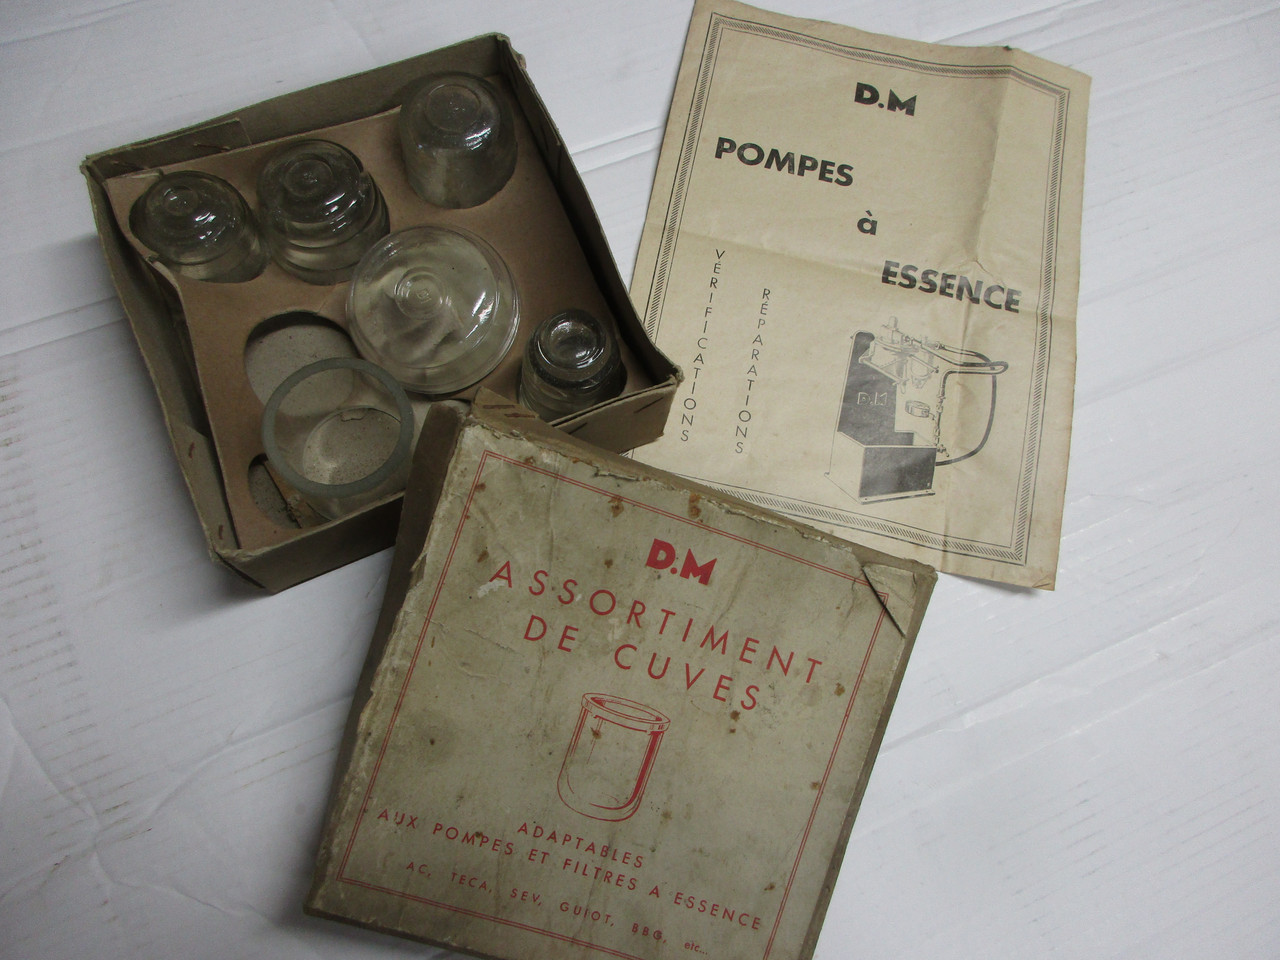 D.M
POMPES
à
ESSENCE
VÉRIFICATIONS
RÉPARATIONS
D.M
D.M
ASSORTIMENT
DE CUVES
ADAPTABLES
AUX POMPES ET FILTRES A ESSENCE
AC, TECA, SEV, GUIOT, BBG, etc...